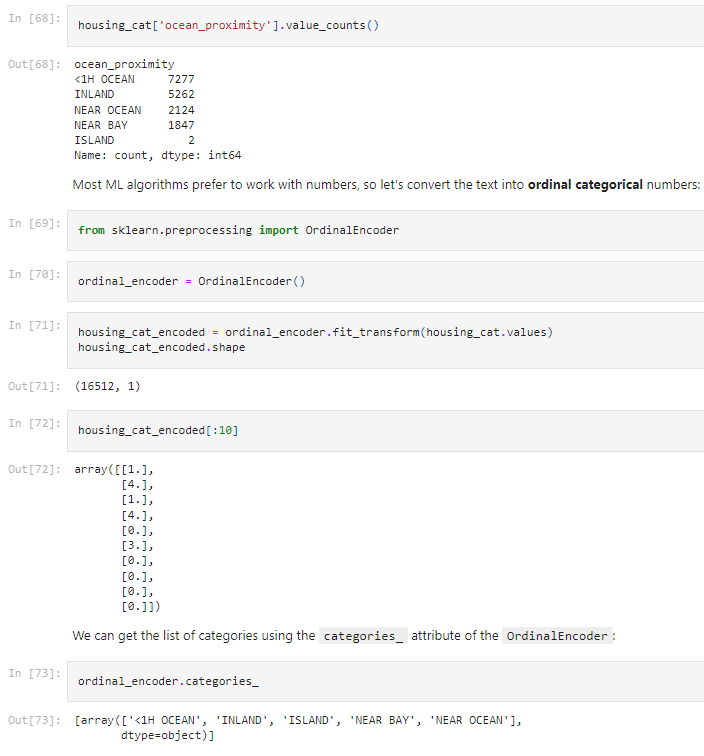 In [68]: housing_cat['ocean_proximity'].value_counts()
Out[68]: ocean_proximity
<1H OCEAN     7277
INLAND        5262
NEAR OCEAN    2124
NEAR BAY      1847
ISLAND           2
Name: count, dtype: int64
Most ML algorithms prefer to work with numbers, so let's convert the text into ordinal categorical numbers:
In [69]: from sklearn.preprocessing import OrdinalEncoder
In [70]: ordinal_encoder = OrdinalEncoder()
In [71]: housing_cat_encoded = ordinal_encoder.fit_transform(housing_cat.values)
housing_cat_encoded.shape
Out[71]: (16512, 1)
In [72]: housing_cat_encoded[:10]
Out[72]: array([[1.],
[4.],
[1.],
[4.],
[0.],
[3.],
[0.],
[0.],
[0.],
[0.]])
We can get the list of categories using the categories_ attribute of the OrdinalEncoder:
In [73]: ordinal_encoder.categories_
Out[73]: [array(['<1H OCEAN', 'INLAND', 'ISLAND', 'NEAR BAY', 'NEAR OCEAN'],
dtype=object)]